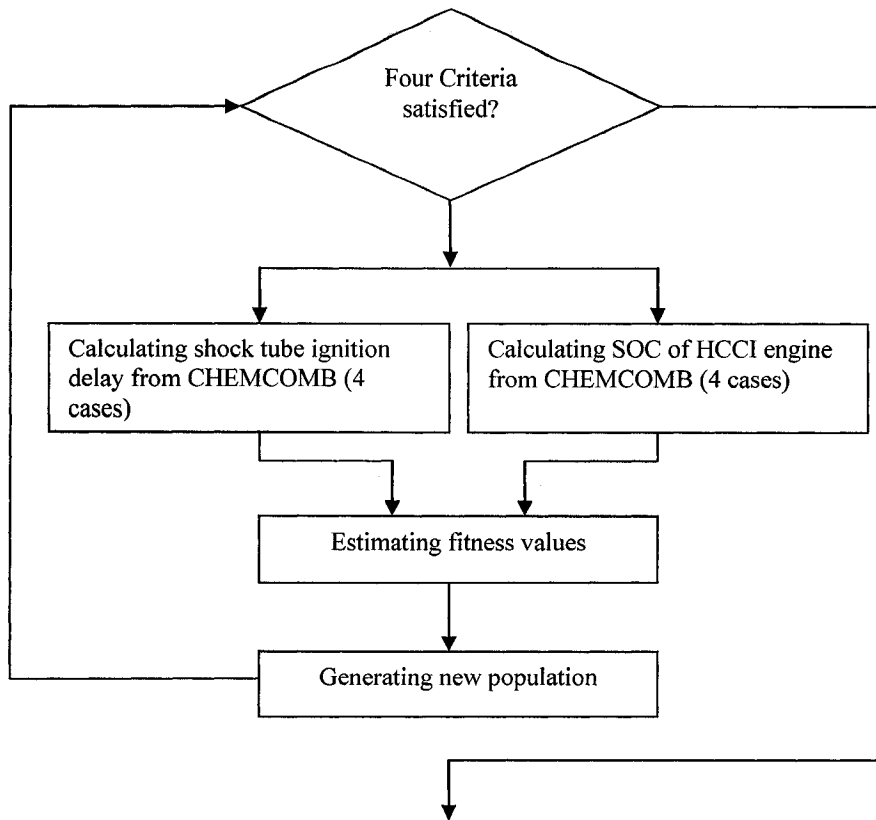 Four Criteria
satisfied?
Calculating shock tube ignition
delay from CHEMCOMB (4
cases)
Calculating SOC of HCCI engine
from CHEMCOMB (4 cases)
Estimating fitness values
Generating new population